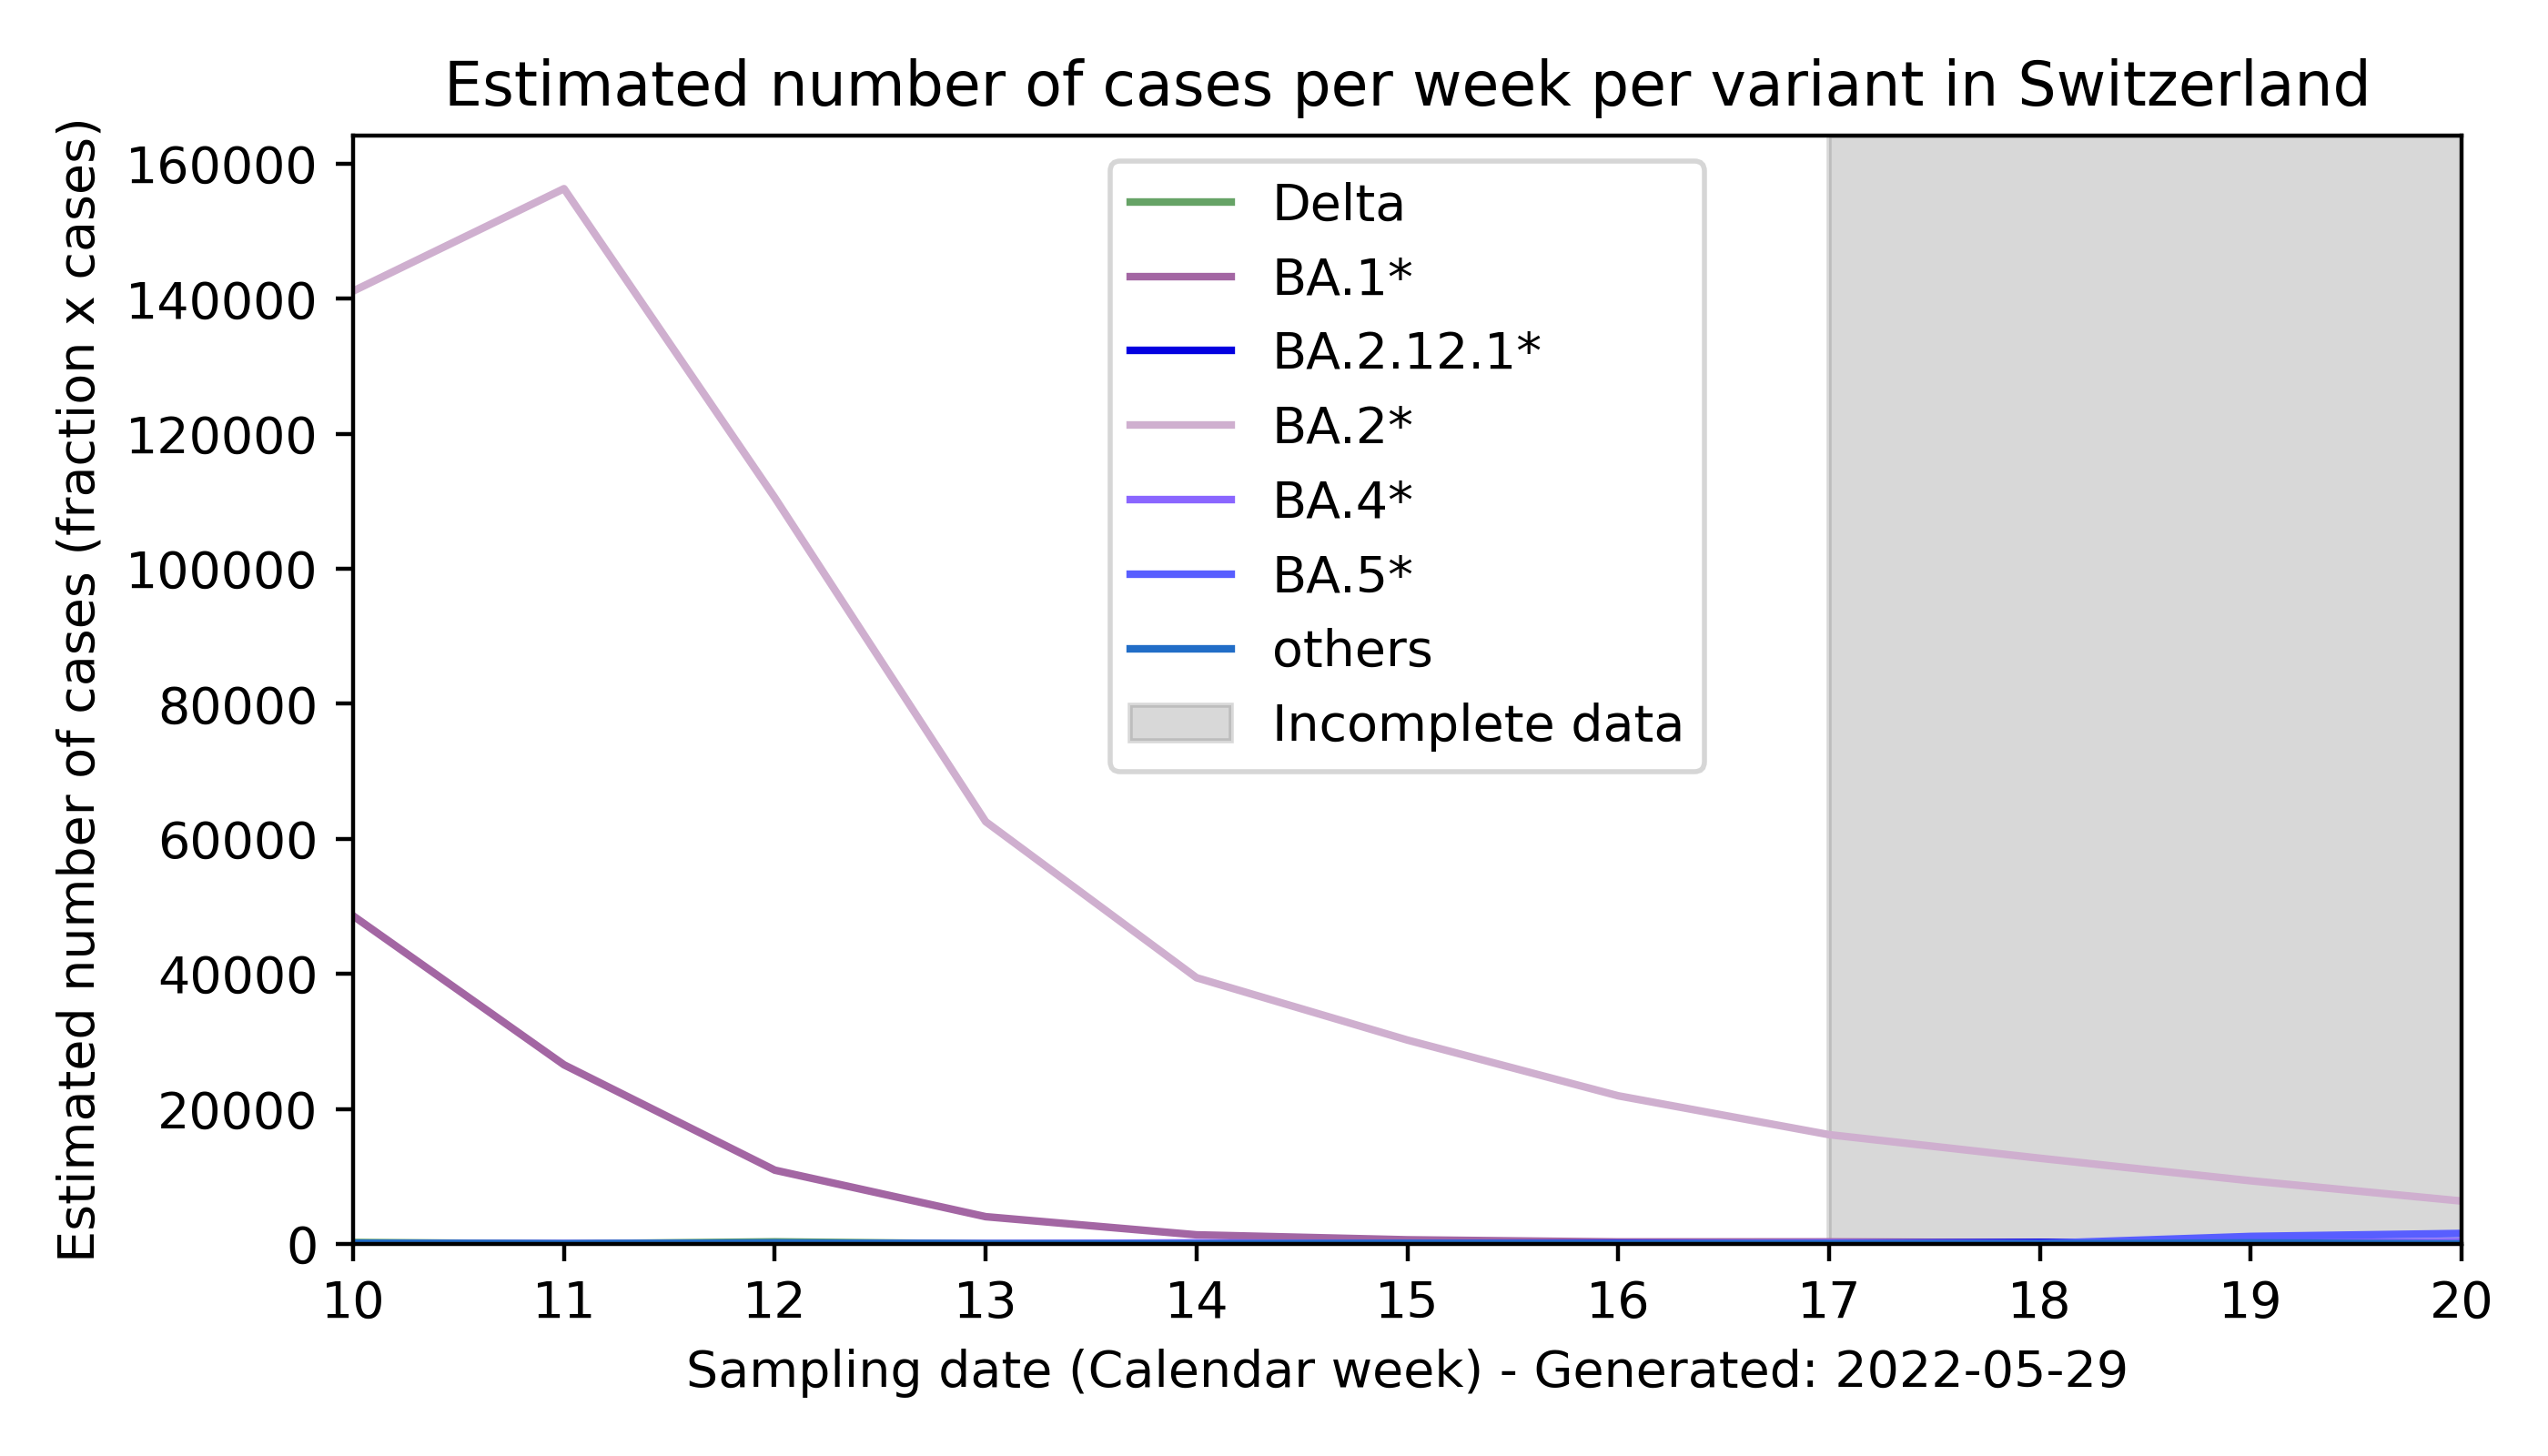 Estimated number of cases per week per variant in Switzerland
Estimated number of cases (fraction x cases)
160000
140000
120000
100000
80000
60000
40000
20000
0
Delta
BA.1*
BA.2.12.1*
BA.2*
BA.4*
BA.5*
others
Incomplete data
10 11 12 13 14 15 16 17 18 19 20
Sampling date (Calendar week) - Generated: 2022-05-29